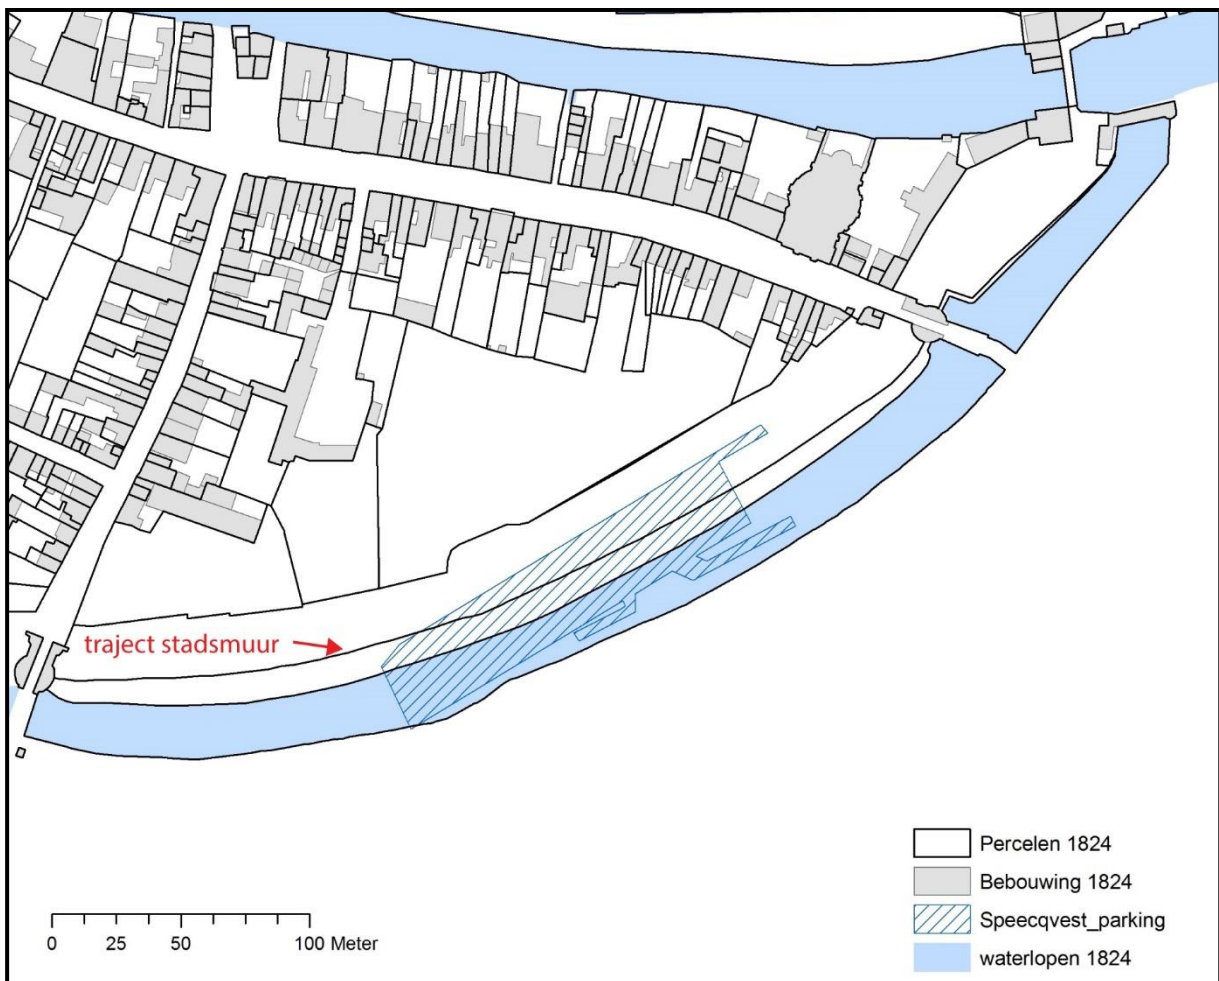 traject stadsmuur
Percelen 1824
Bebouwing 1824
Speecqvest_parking
waterlopen 1824
0 25 50 100 Meter